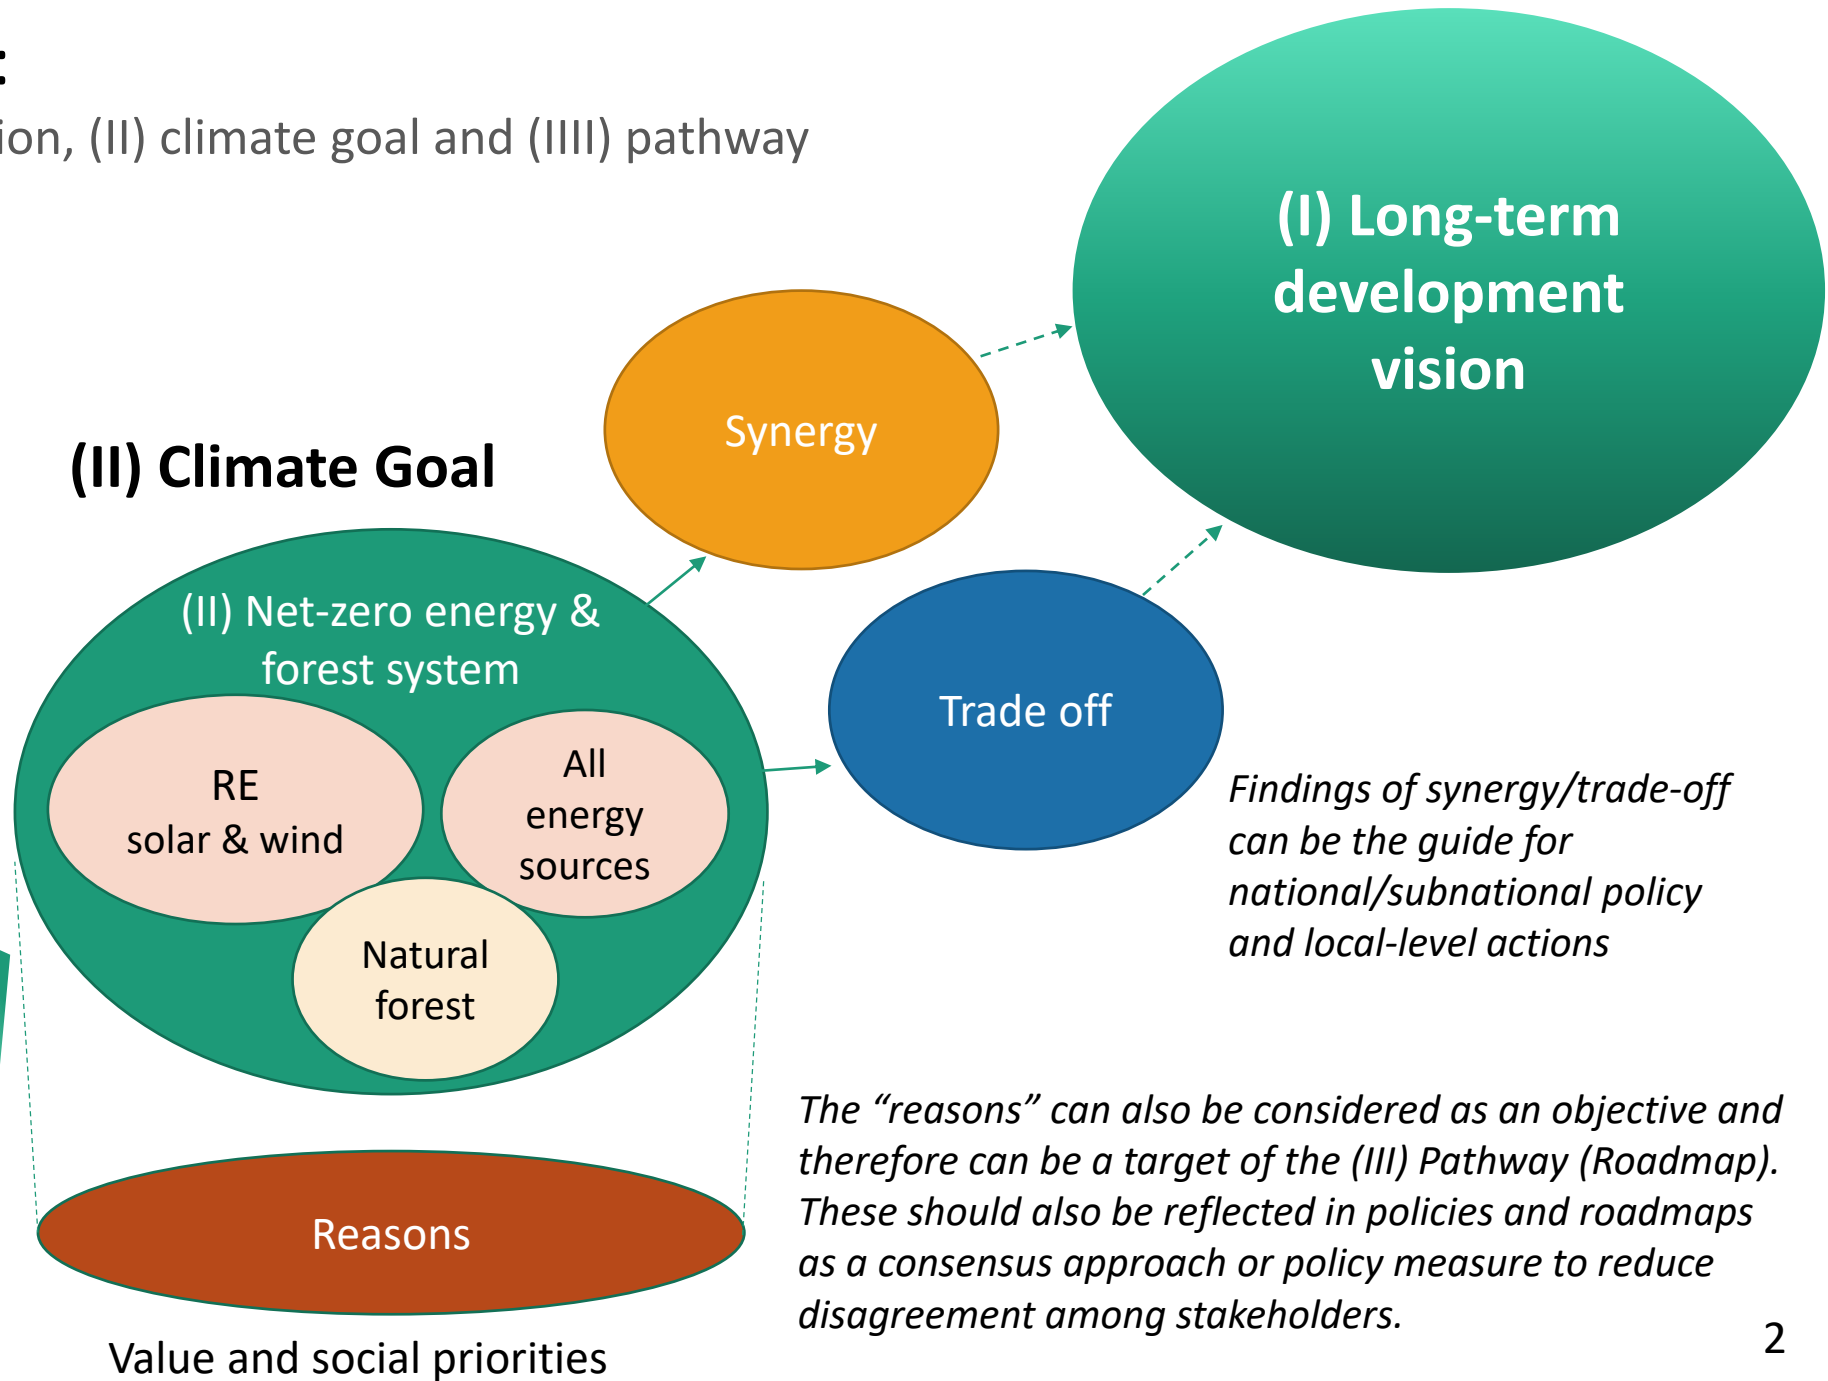 :
ion, (II) climate goal and (IIII) pathway
(I) Long-term
development
vision
Synergy
(II) Climate Goal
(II) Net-zero energy &
forest system
Trade off
RE
solar & wind
All
energy
sources
Natural
forest
Findings of synergy/trade-off
can be the guide for
national/subnational policy
and local-level actions
Reasons
The “reasons” can also be considered as an objective and
therefore can be a target of the (III) Pathway (Roadmap).
These should also be reflected in policies and roadmaps
as a consensus approach or policy measure to reduce
disagreement among stakeholders.
Value and social priorities
2